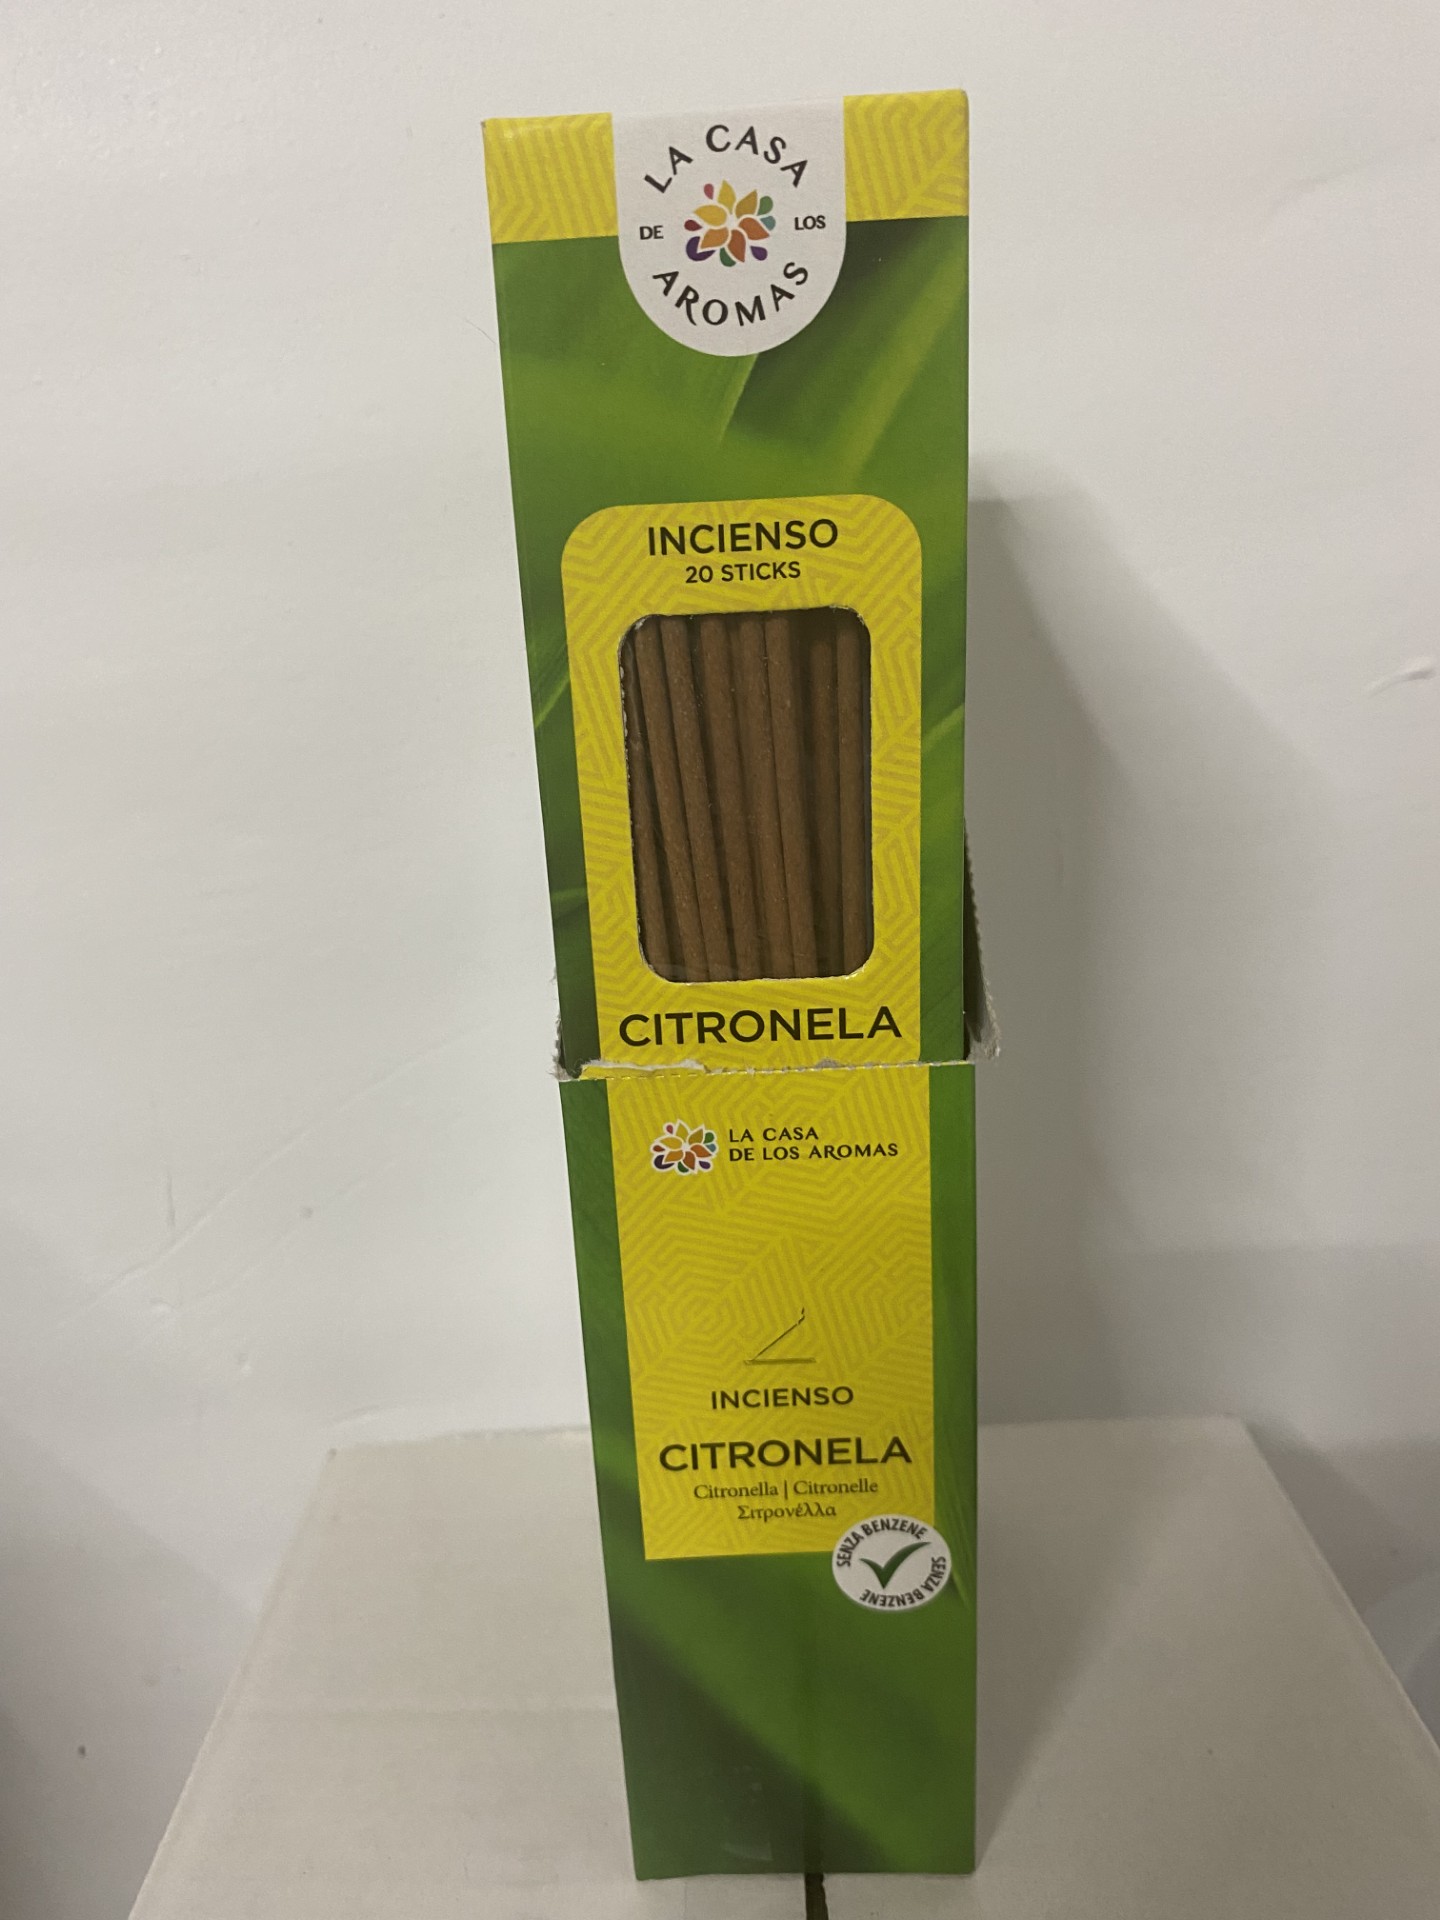 LA CASA
DE LOS
AROMAS
INCIENSO
20 STICKS
CITRONELA
LA CASA
DE LOS AROMAS
INCIENSO
CITRONELA
Citronella | Citronelle
Σιτρονέλλα
SENZA BENZENE
SENZA BENZENE